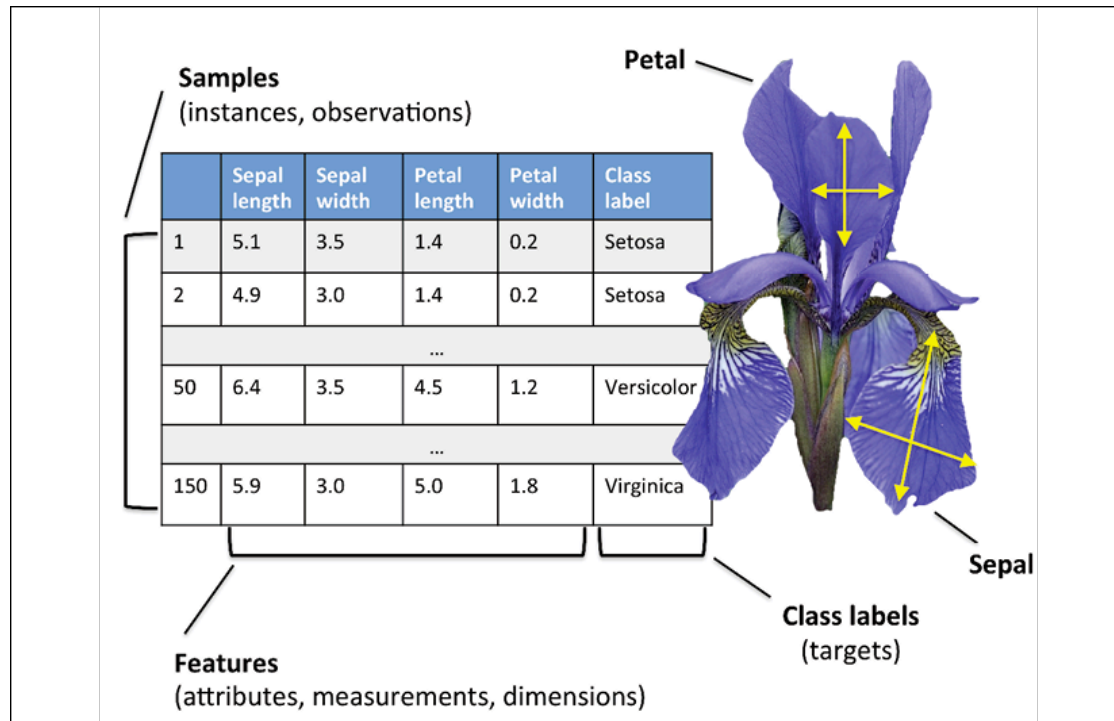 Samples
(instances, observations)
Petal
Sepal length Sepal width Petal length Petal width Class label
1 5.1 3.5 1.4 0.2 Setosa
2 4.9 3.0 1.4 0.2 Setosa
...
50 6.4 3.5 4.5 1.2 Versicolor
...
150 5.9 3.0 5.0 1.8 Virginica
Sepal
Class labels
(targets)
Features
(attributes, measurements, dimensions)